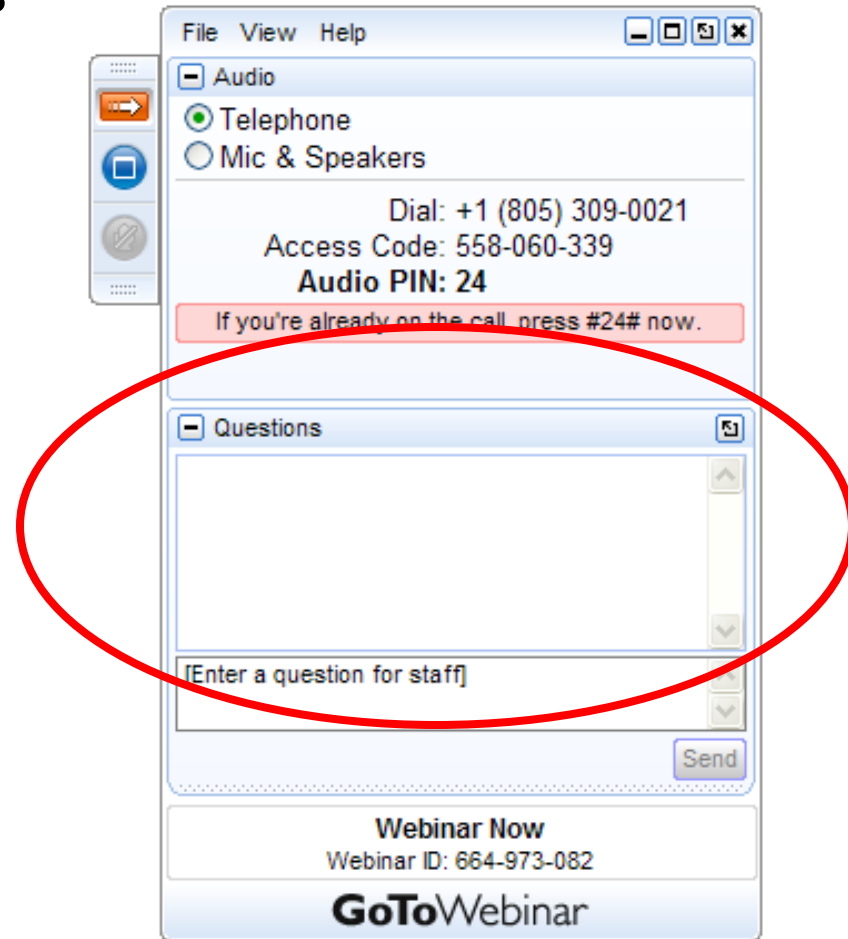 File View Help
Audio
Telephone
Mic & Speakers
Dial: +1 (805) 309-0021
Access Code: 558-060-339
Audio PIN: 24
If you're already on the call, press #24# now.
Questions
[Enter a question for staff]
Send
Webinar Now
Webinar ID: 664-973-082
GoToWebinar